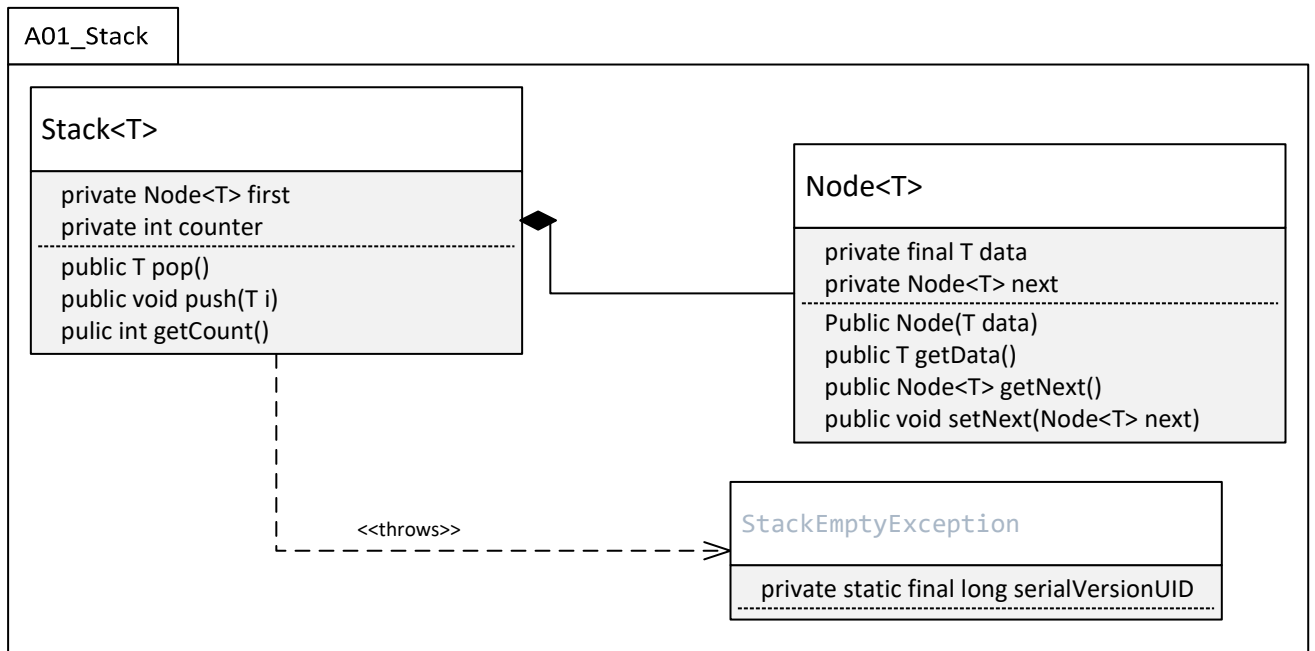 A01_Stack
Stack<T>
private Node<T> first
private int counter
public T pop()
public void push(T i)
pulic int getCount()
Node<T>
private final T data
private Node<T> next
Public Node(T data)
public T getData()
public Node<T> getNext()
public void setNext(Node<T> next)
<<throws>>
StackEmptyException
private static final long serialVersionUID